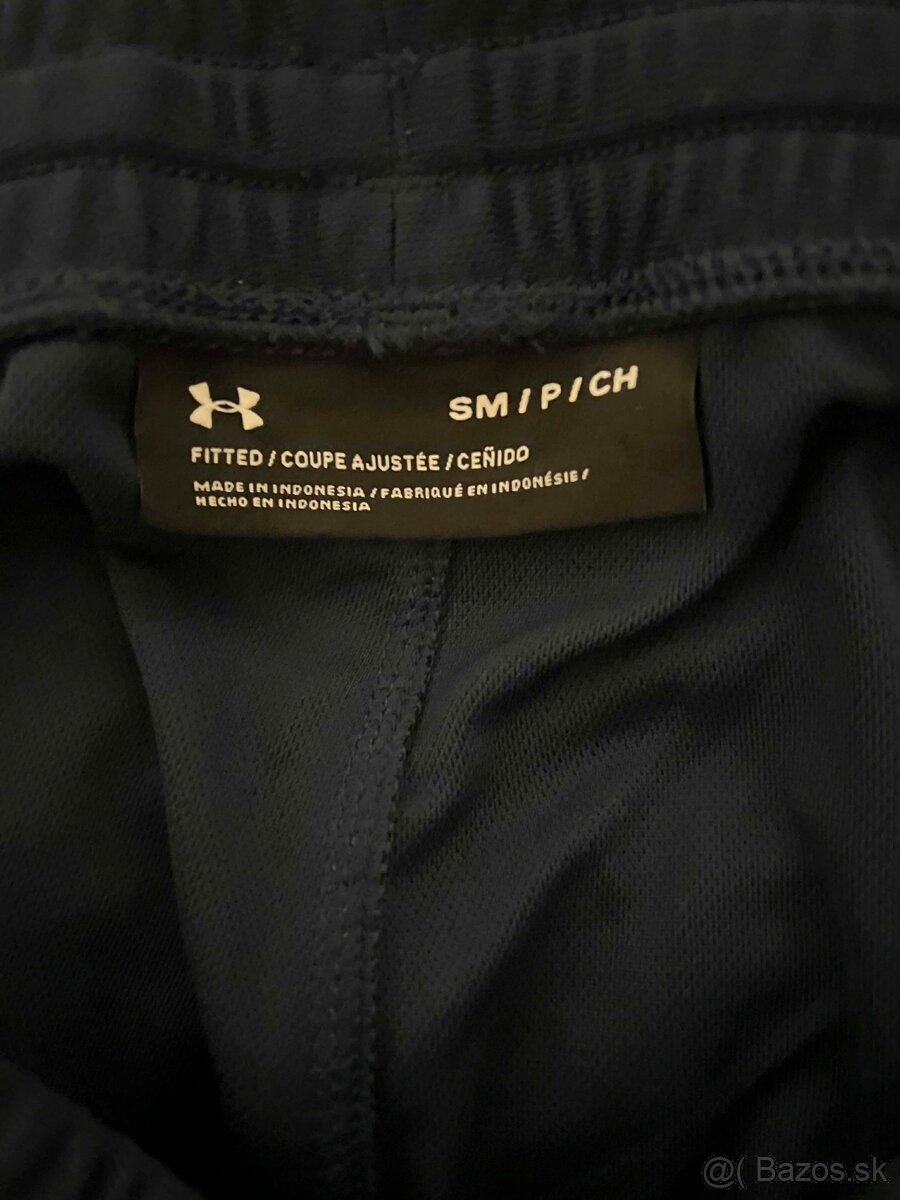 SM / P / CH
FITTED / COUPE AJUSTÉE / CEÑIDO
MADE IN INDONESIA / FABRIQUÉ EN INDONÉSIE /
HECHO EN INDONESIA
@( Bazos.sk